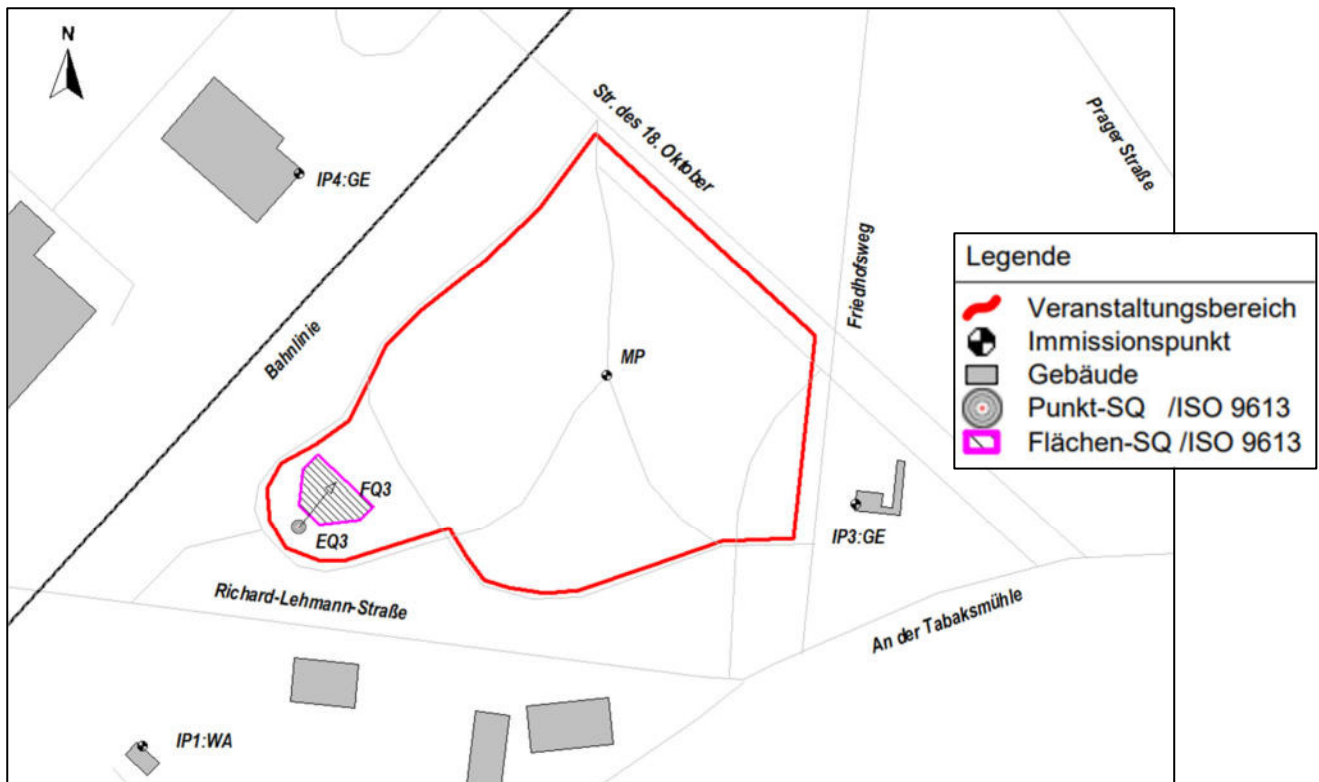 N
Str. des 18. Oktober
Prager Straße
IP4:GE
Friedhofsweg
Legende
Veranstaltungsbereich
Immissionspunkt
Gebäude
Punkt-SQ /ISO 9613
Flächen-SQ /ISO 9613
Bahnlinie
MP
FQ3
EQ3
IP3:GE
Richard-Lehmann-Straße
An der Tabaksmühle
IP1:WA